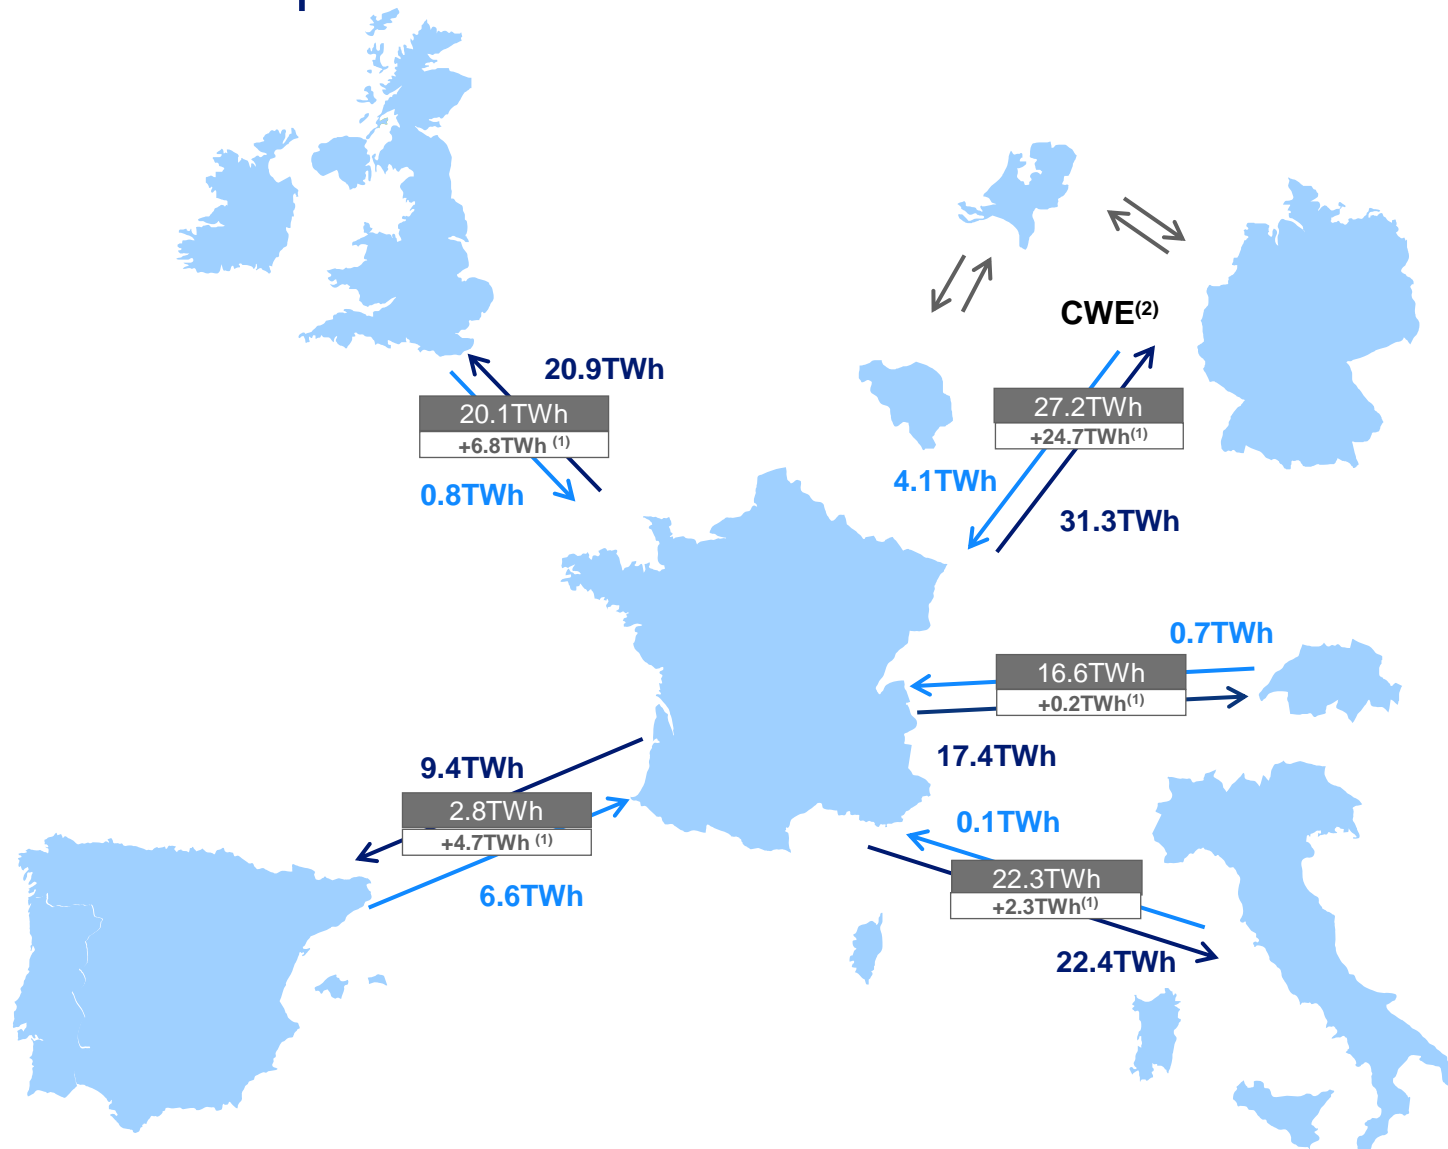 20.9TWh
20.1TWh
+6.8TWh (1)
0.8TWh
CWE(2)
27.2TWh
+24.7TWh(1)
4.1TWh
31.3TWh
0.7TWh
16.6TWh
+0.2TWh(1)
17.4TWh
9.4TWh
2.8TWh
+4.7TWh (1)
6.6TWh
0.1TWh
22.3TWh
+2.3TWh(1)
22.4TWh